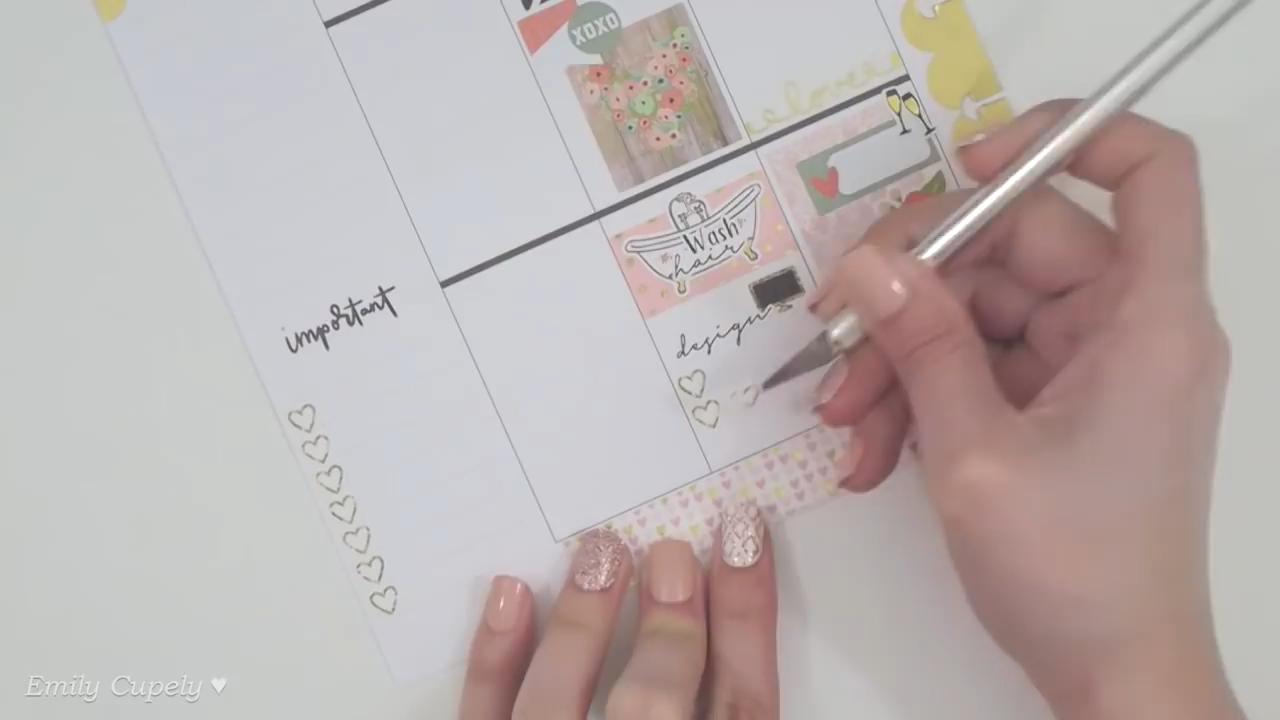 XOXO
Wash
hair
important
design
Emily Cupely ♥